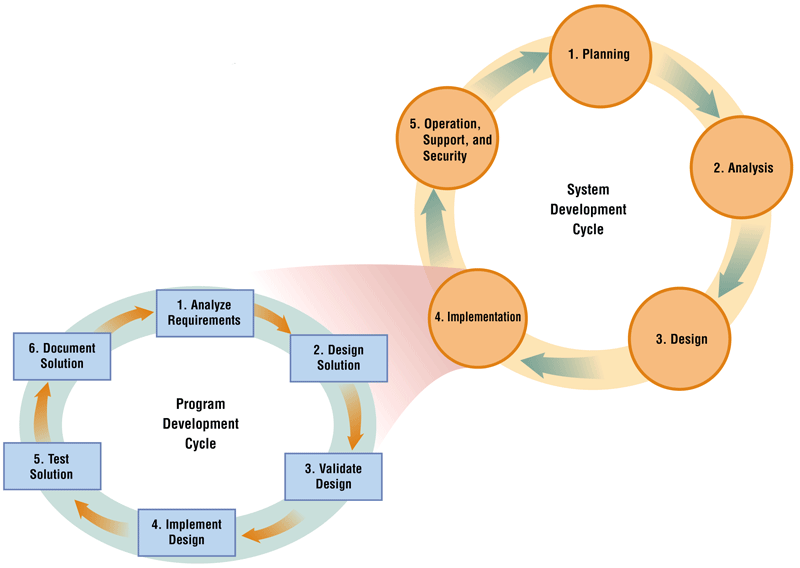 1. Planning
2. Analysis
3. Design
4. Implementation
5. Operation,
Support, and
Security
System
Development
Cycle
1. Analyze
Requirements
2. Design
Solution
3. Validate
Design
4. Implement
Design
5. Test
Solution
6. Document
Solution
Program
Development
Cycle